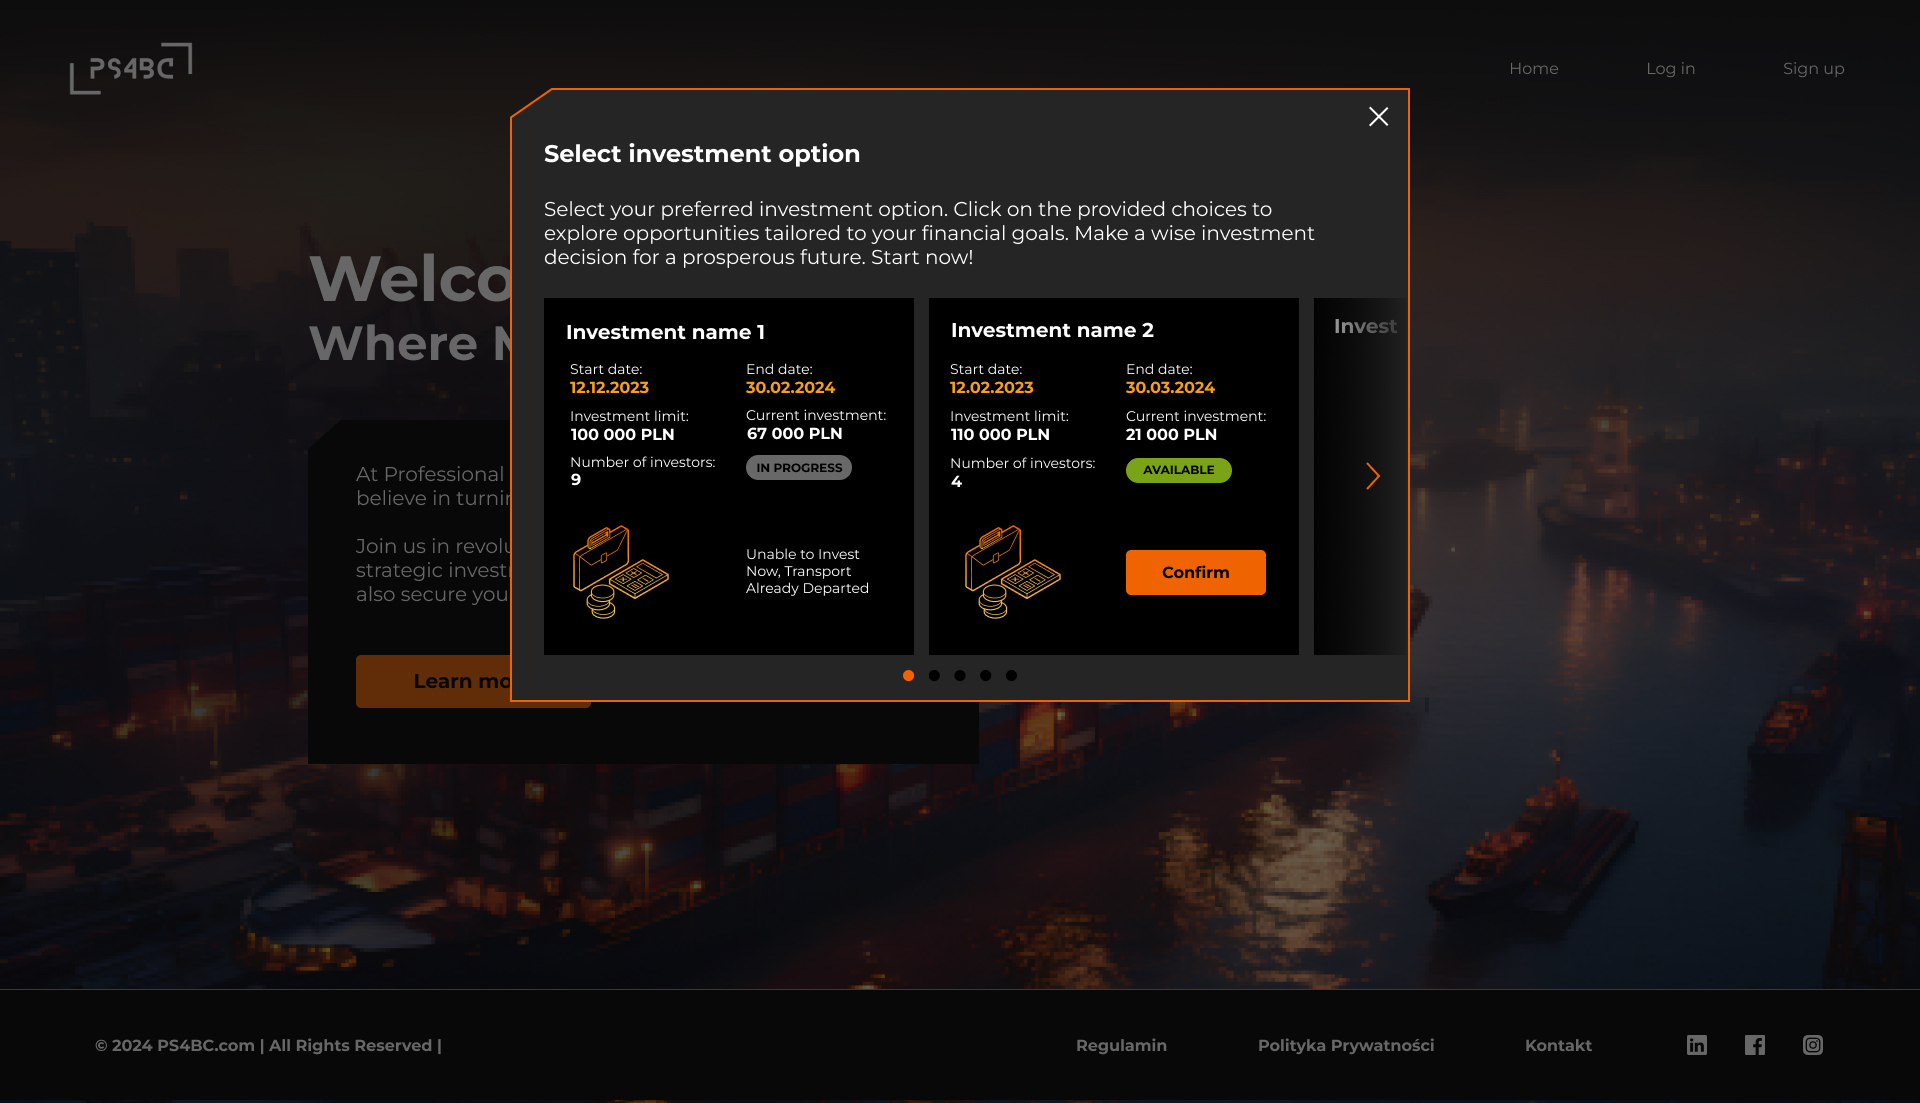 PS4BC
Home
Log in
Sign up
Select investment option
Select your preferred investment option. Click on the provided choices to
explore opportunities tailored to your financial goals. Make a wise investment
decision for a prosperous future. Start now!
Investment name 1
Start date:
12.12.2023
End date:
30.02.2024
Investment limit:
100 000 PLN
Current investment:
67 000 PLN
Number of investors:
9
IN PROGRESS
Unable to Invest
Now, Transport
Already Departed
Investment name 2
Start date:
12.02.2023
End date:
30.03.2024
Investment limit:
110 000 PLN
Current investment:
21 000 PLN
Number of investors:
4
AVAILABLE
Confirm
Invest
Welco
Where M
At Professional
believe in turnin
Join us in revolu
strategic invest
also secure you
Learn mo
© 2024 PS4BC.com | All Rights Reserved |
Regulamin
Polityka Prywatności
Kontakt